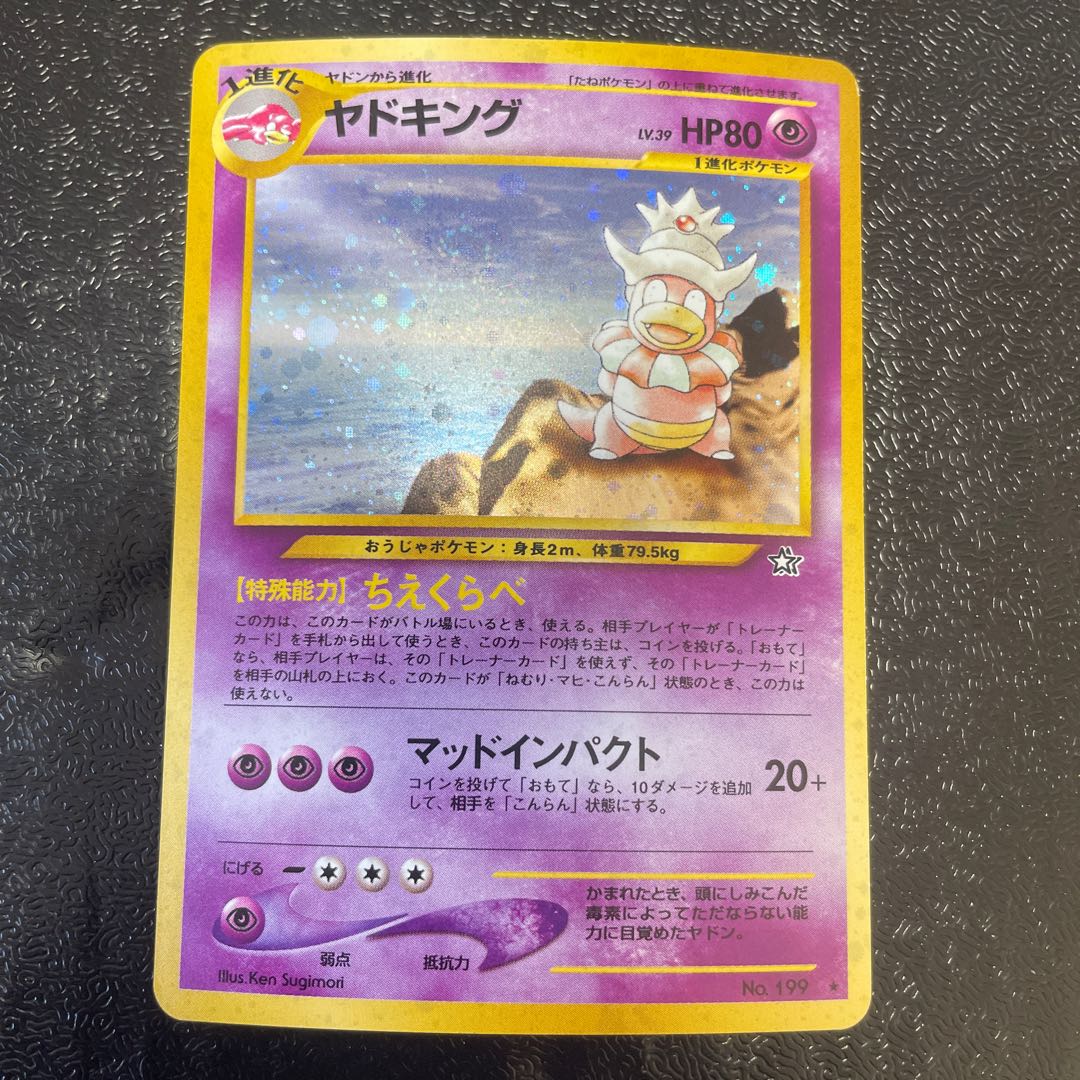 1進化
ヤドンから進化
「たねポケモン」の上に重ねて進化させます。
ヤドキング
LV.39 HP80
1進化ポケモン
おうじゃポケモン：身長2m、体重79.5kg
【特殊能力】ちえくらべ
この力は、このカードがバトル場にいるとき、使える。相手プレイヤーが「トレーナー
カード」を手札から出して使うとき、このカードの持ち主は、コインを投げる。「おもて」
なら、相手プレイヤーは、その「トレーナーカード」を使えず、その「トレーナーカード」
を相手の山札の上におく。このカードが「ねむり・マヒ・こんらん」状態のとき、この力は
使えない。
マッドインパクト
20+
コインを投げて「おもて」なら、10ダメージを追加
して、相手を「こんらん」状態にする。
にげる
弱点
抵抗力
かまれたとき、頭にしみこんだ
毒素によってただならない能
力に目覚めたヤドン。
Illus.Ken Sugimori
No. 199 ★